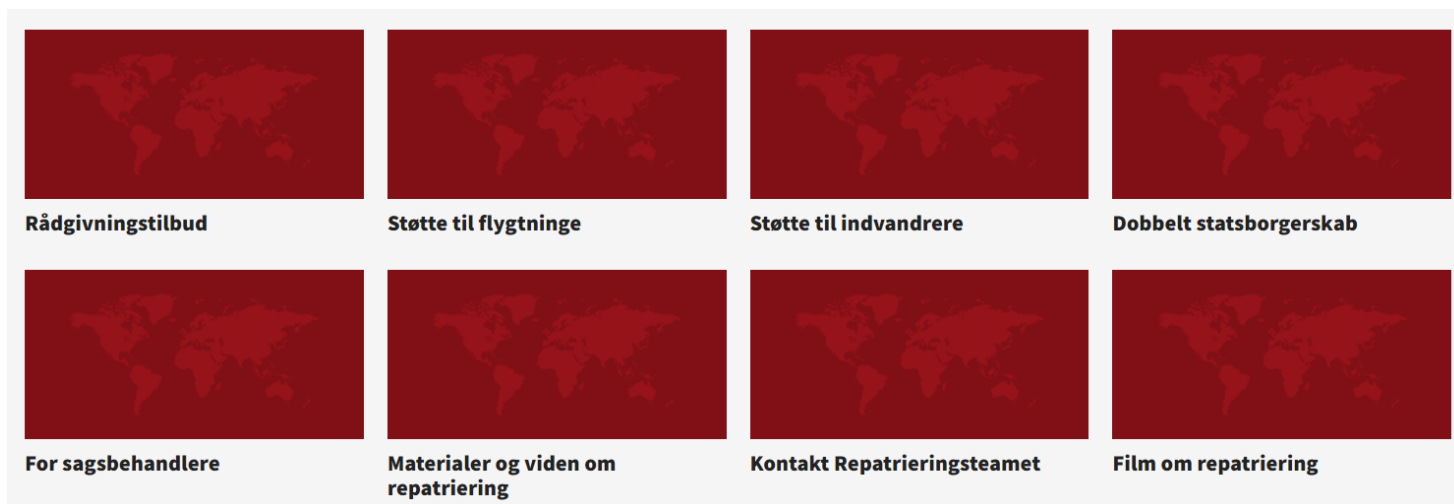 Rådgivningstilbud
Støtte til flygtninge
Støtte til indvandrere
Dobbelt statsborgerskab
For sagsbehandlere
Materialer og viden om
repatriering
Kontakt Repatrieringsteamet
Film om repatriering